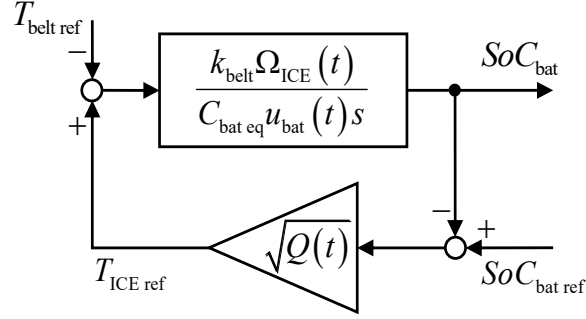 T_belt ref
−
+
k_belt Ω_ICE (t)
C_bat eq u_bat (t) s
SoC_bat
−
+
√Q(t)
T_ICE ref
SoC_bat ref